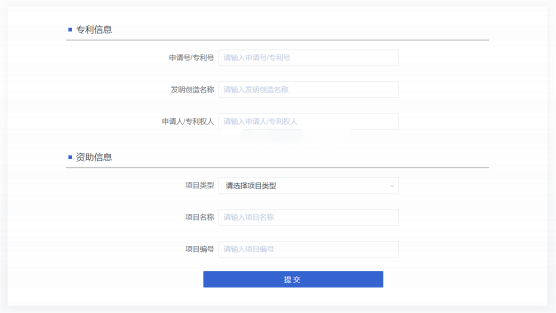 专利信息
申请号/专利号 请输入申请号/专利号
发明创造名称 请输入发明创造名称
申请人/专利权人 请输入申请人/专利权人
资助信息
项目类型 请选择项目类型
项目名称 请输入项目名称
项目编号 请输入项目编号
提交